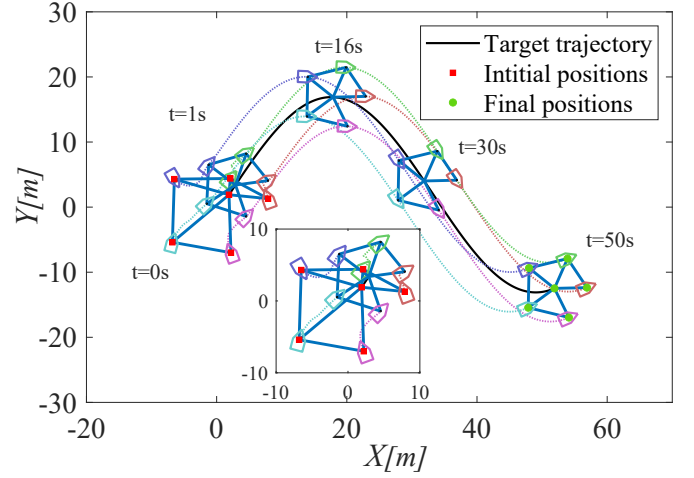 30
20
10
0
-10
-20
-30
Y[m]
t=16s
Target trajectory
Intitial positions
Final positions
t=1s
t=30s
t=0s
t=50s
10
0
-10
-10
0
10
-20
0
20
40
60
X[m]